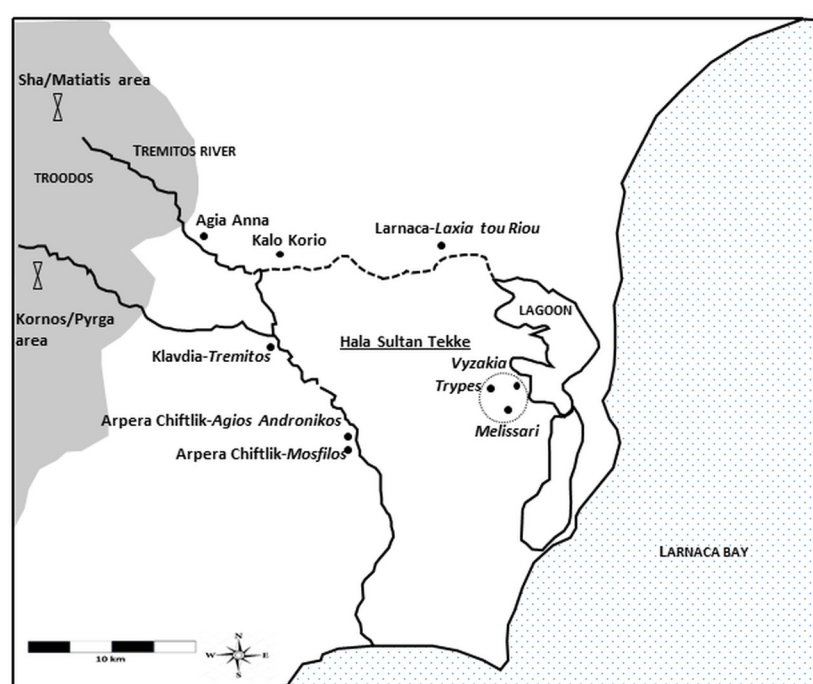 Sha/Matiatis area
TREMITOS RIVER
TROODOS
Agia Anna
Kalo Korio
Larnaca-Laxia tou Riou
Kornos/Pyrga
area
LAGOON
Hala Sultan Tekke
Klavdia-Tremitos
Vyzakia
Trypes
Arpera Chiftlik-Agios Andronikos
Melissari
Arpera Chiftlik-Mosfilos
LARNACA BAY
N
W E
S
10 km